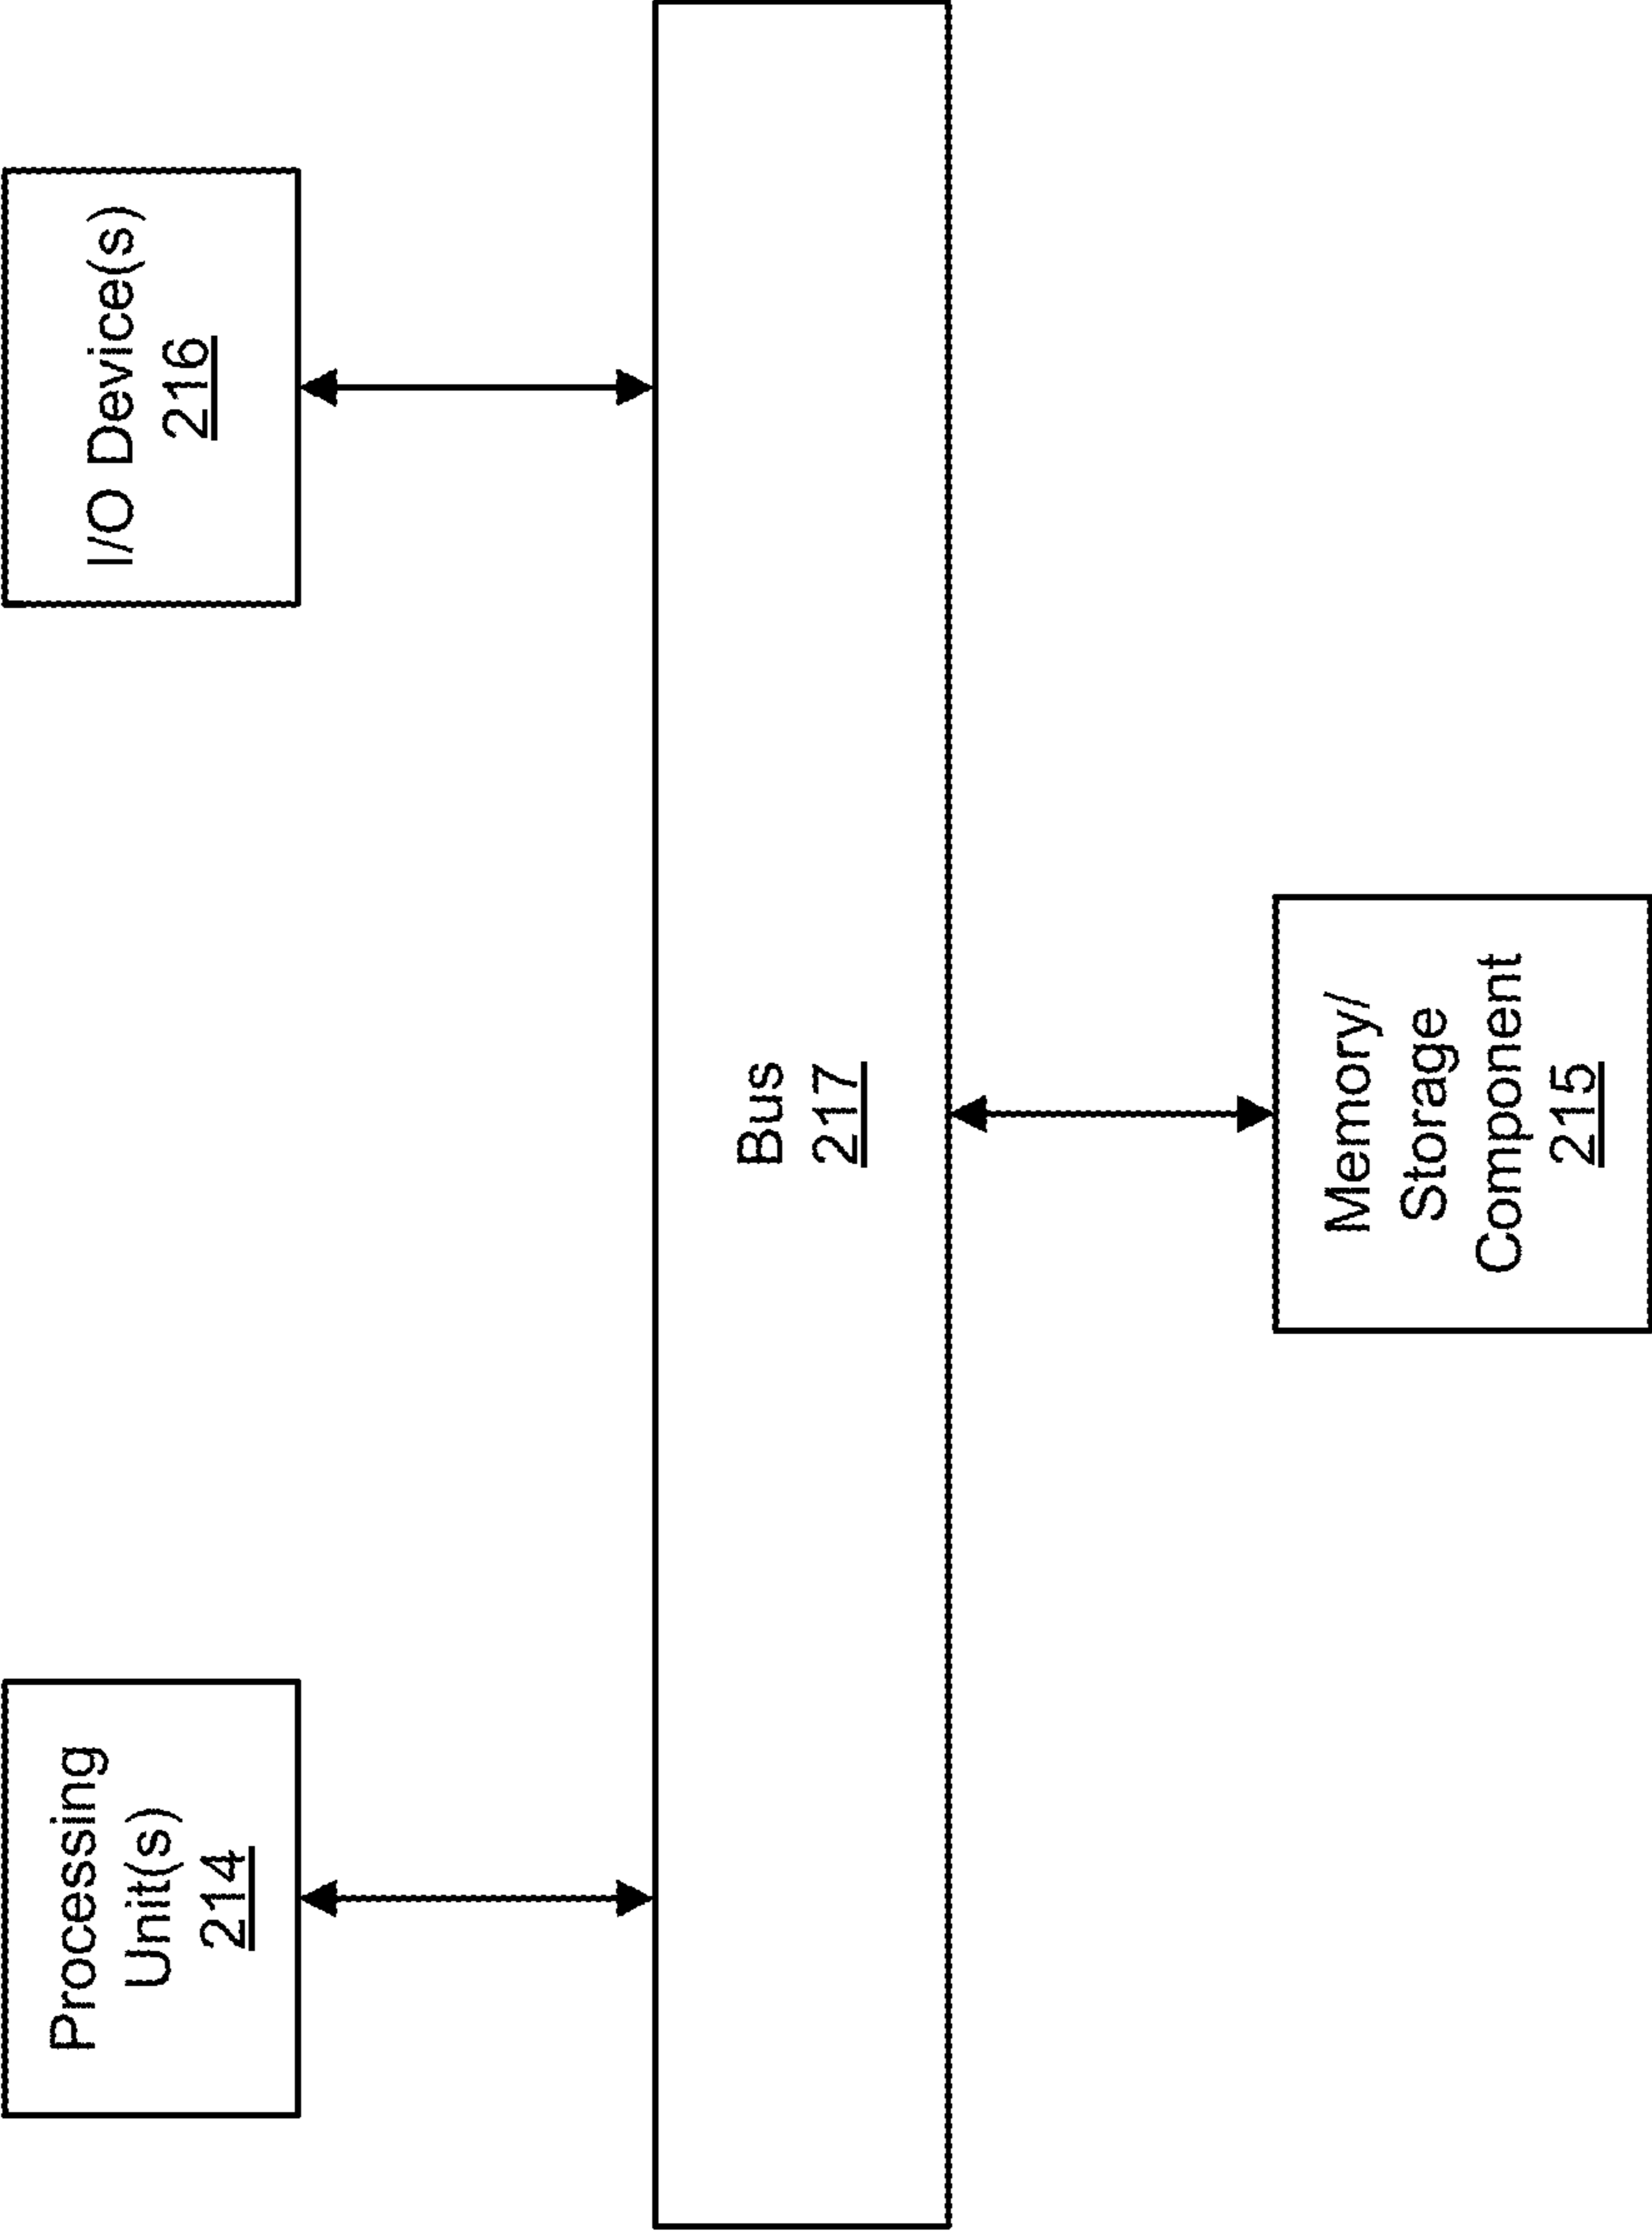 Processing
Unit(s)
214
I/O Device(s)
216
Bus
217
Memory/
Storage
Component
215